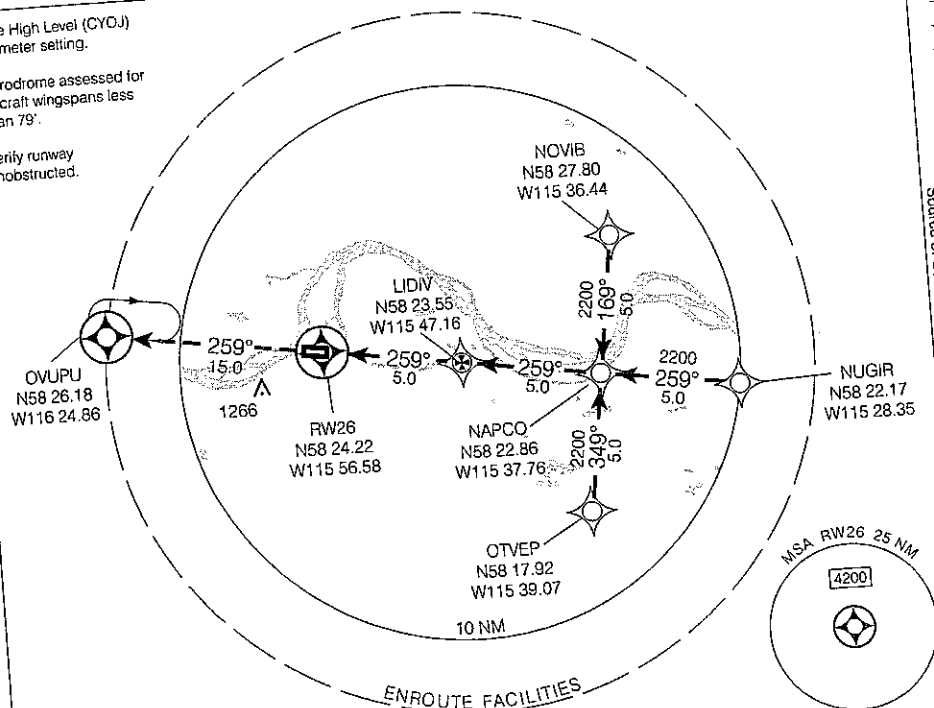 e High Level (CYOJ)
meter setting.
rodrome assessed for
craft wingspans less
an 79'.
erify runway
nobstructed.
NOVIB
N58 27.80
W115 36.44
2200
169°
5.0
LIDIV
N58 23.55
W115 47.16
OVUPU
N58 26.18
W116 24.86
259°
15.0
1266
RW26
N58 24.22
W115 56.58
259°
5.0
259°
5.0
NAPCO
N58 22.86
W115 37.76
2200
259°
5.0
NUGIR
N58 22.17
W115 28.35
2200
349°
5.0
OTVEP
N58 17.92
W115 39.07
10 NM
ENROUTE FACILITIES
MSA RW26 25 NM
4200